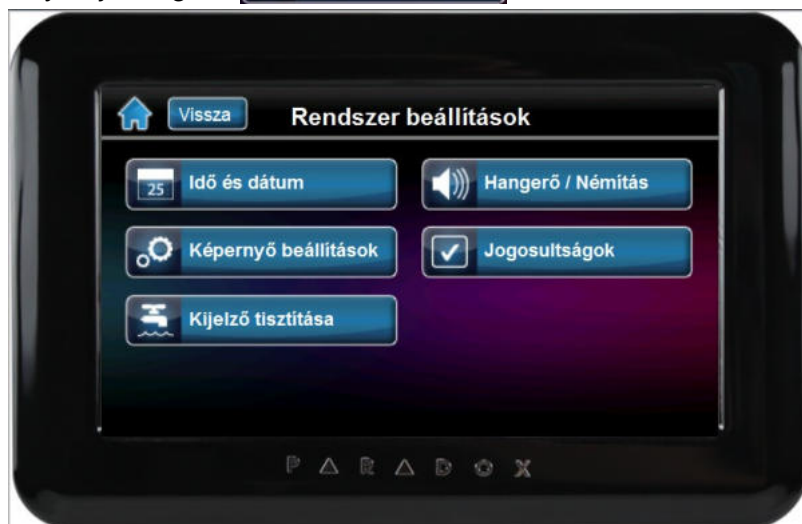 Vissza
Rendszer beállítások
25
Idő és dátum
Hangerő / Némítás
Képernyő beállítások
Jogosultságok
Kijelző tisztítása
PARADOX